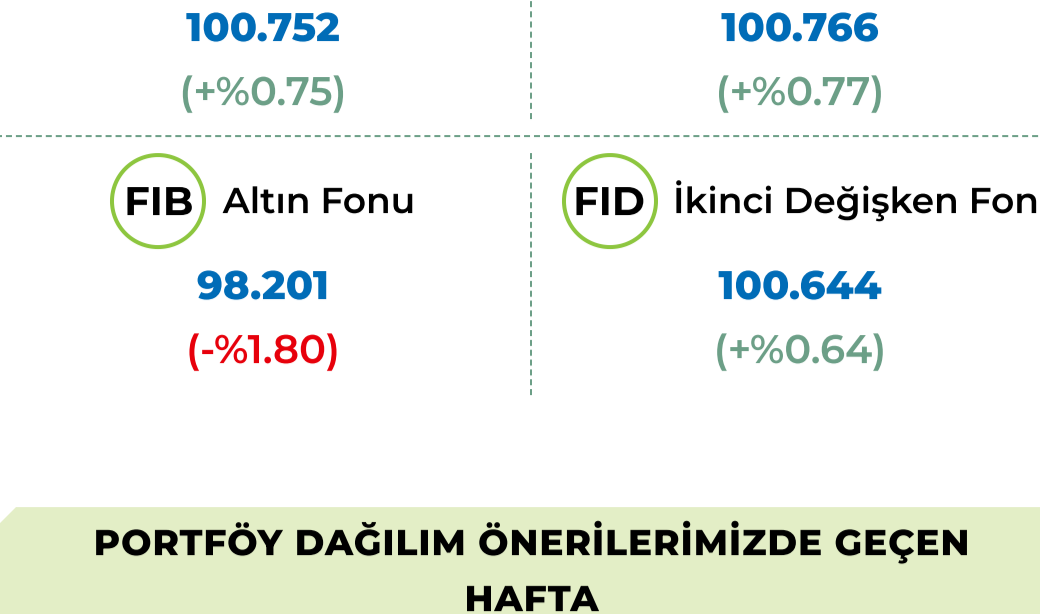 100.752
100.766
(+%0.75)
(+%0.77)
FIB Altın Fonu
FID İkinci Değişken Fon
98.201
100.644
(-%1.80)
(+%0.64)
PORTFÖY DAĞILIM ÖNERİLERİMİZDE GEÇEN
HAFTA